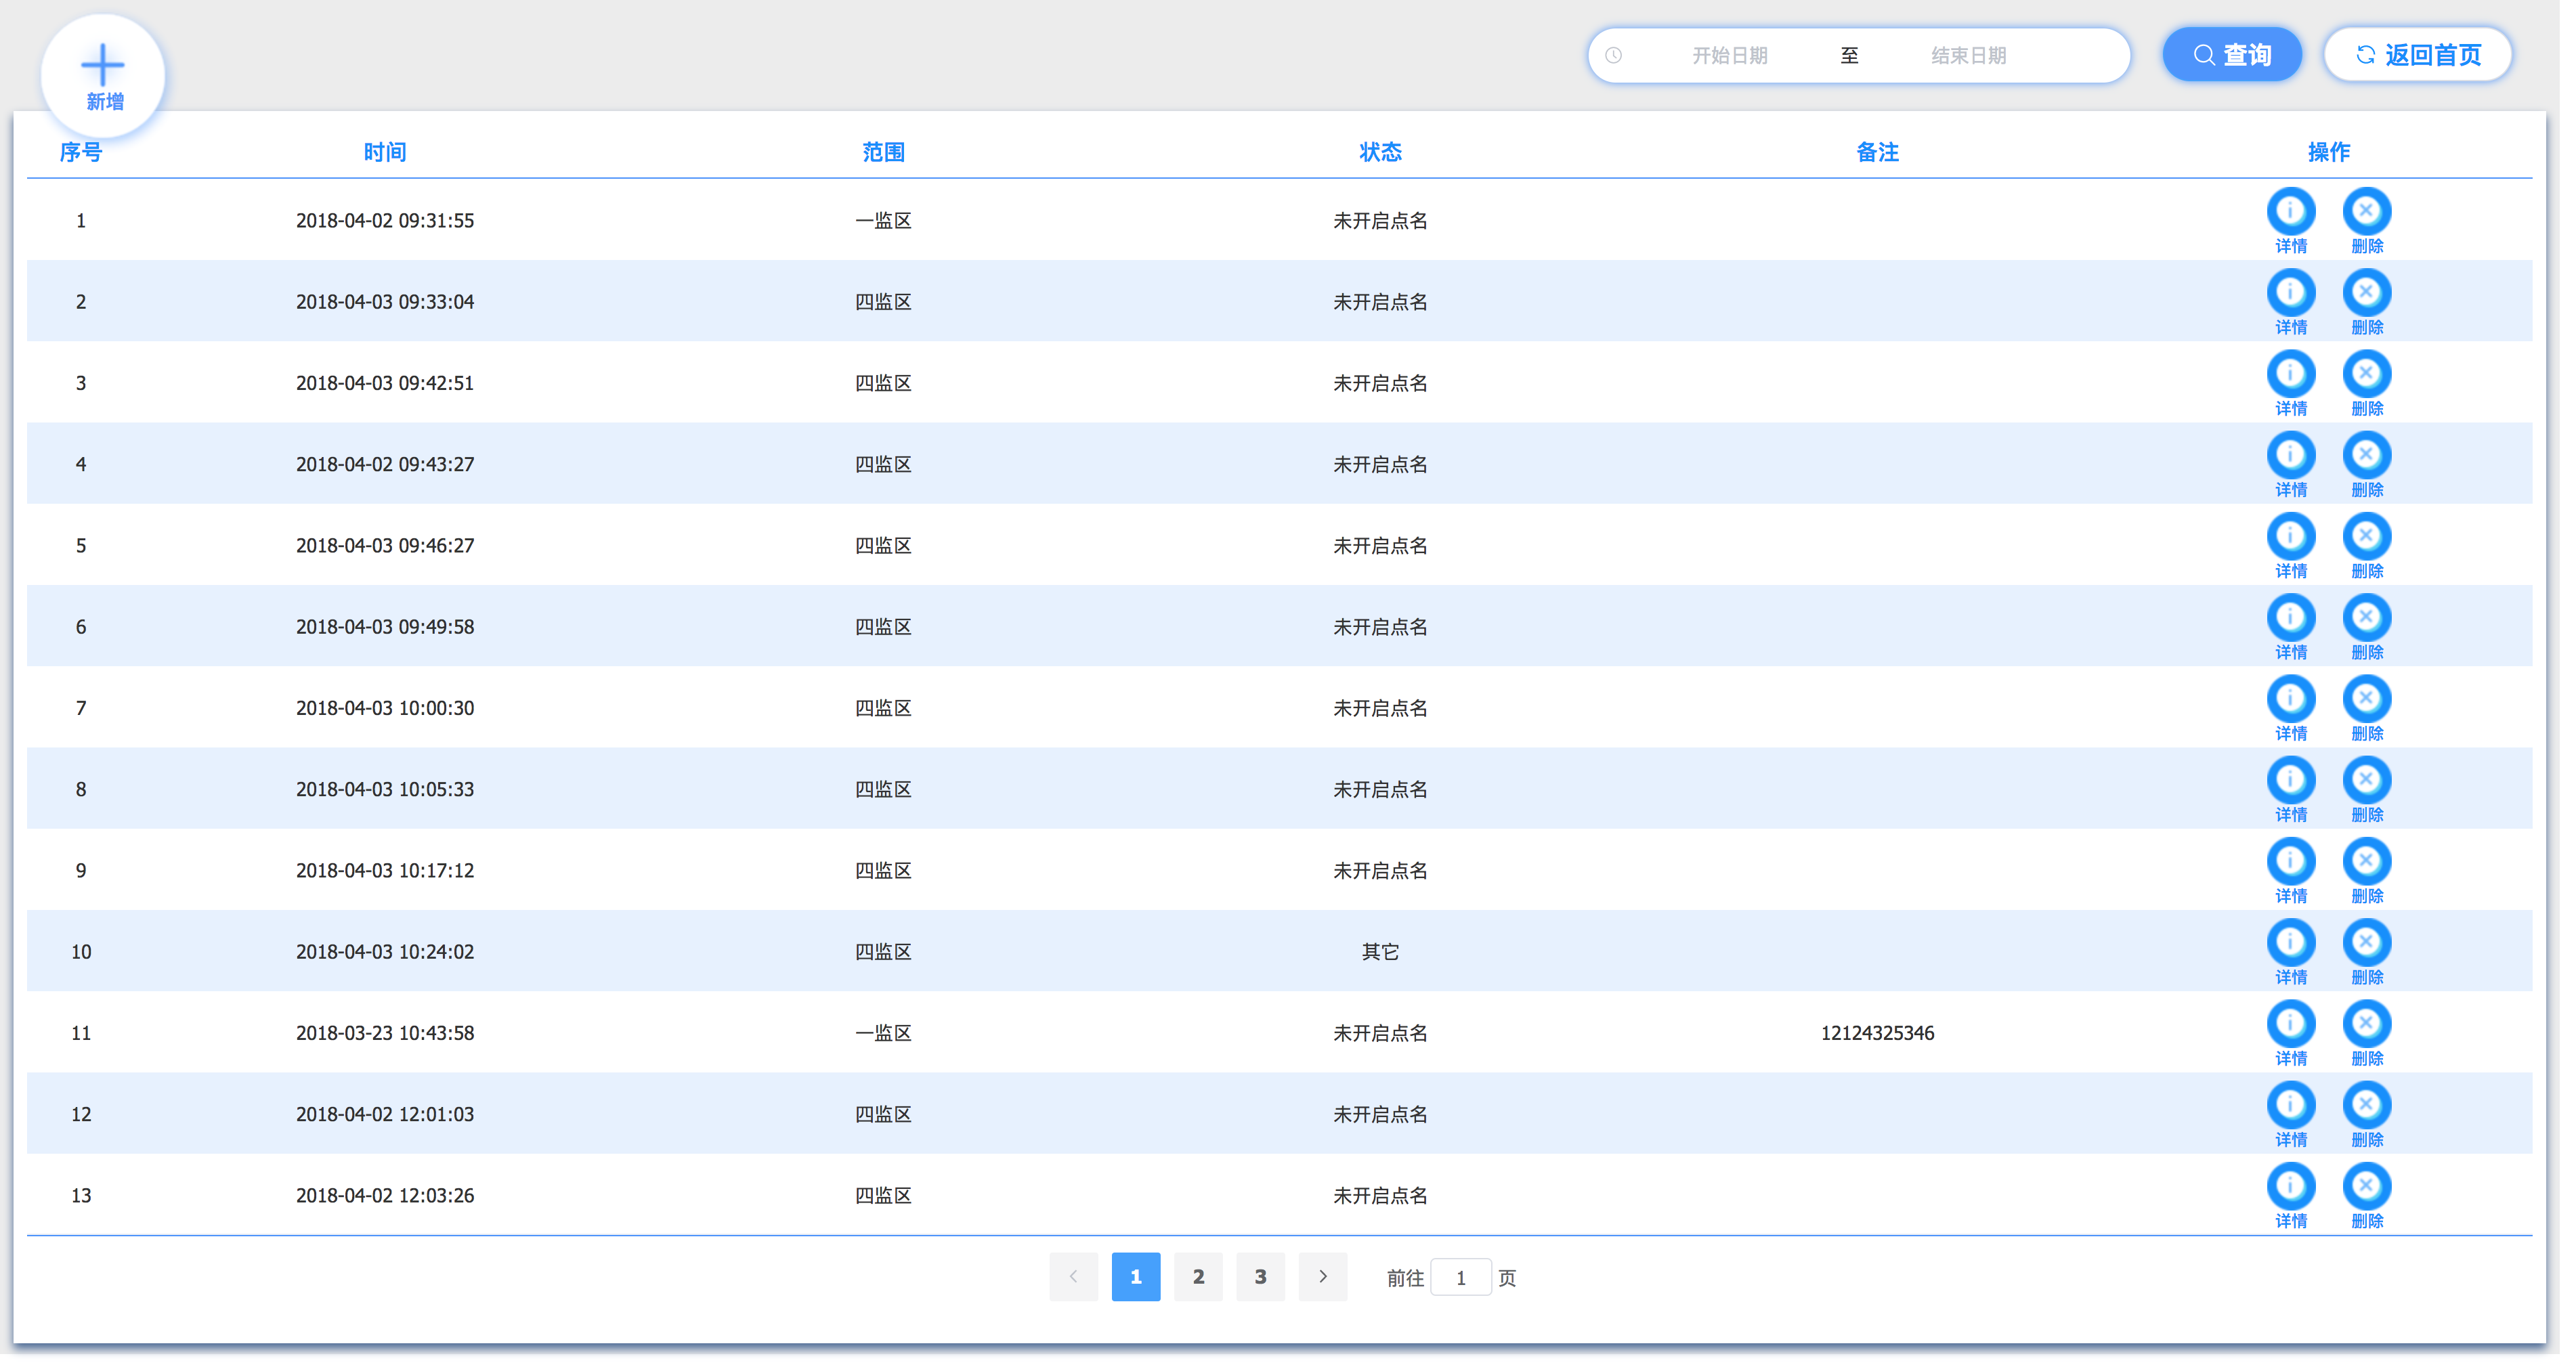 新增
开始日期 至 结束日期 查询 返回首页
序号 时间 范围 状态 备注 操作
1 2018-04-02 09:31:55 一监区 未开启点名 详情 删除
2 2018-04-03 09:33:04 四监区 未开启点名 详情 删除
3 2018-04-03 09:42:51 四监区 未开启点名 详情 删除
4 2018-04-02 09:43:27 四监区 未开启点名 详情 删除
5 2018-04-03 09:46:27 四监区 未开启点名 详情 删除
6 2018-04-03 09:49:58 四监区 未开启点名 详情 删除
7 2018-04-03 10:00:30 四监区 未开启点名 详情 删除
8 2018-04-03 10:05:33 四监区 未开启点名 详情 删除
9 2018-04-03 10:17:12 四监区 未开启点名 详情 删除
10 2018-04-03 10:24:02 四监区 其它 详情 删除
11 2018-03-23 10:43:58 一监区 未开启点名 12124325346 详情 删除
12 2018-04-02 12:01:03 四监区 未开启点名 详情 删除
13 2018-04-02 12:03:26 四监区 未开启点名 详情 删除
1 2 3 前往 1 页